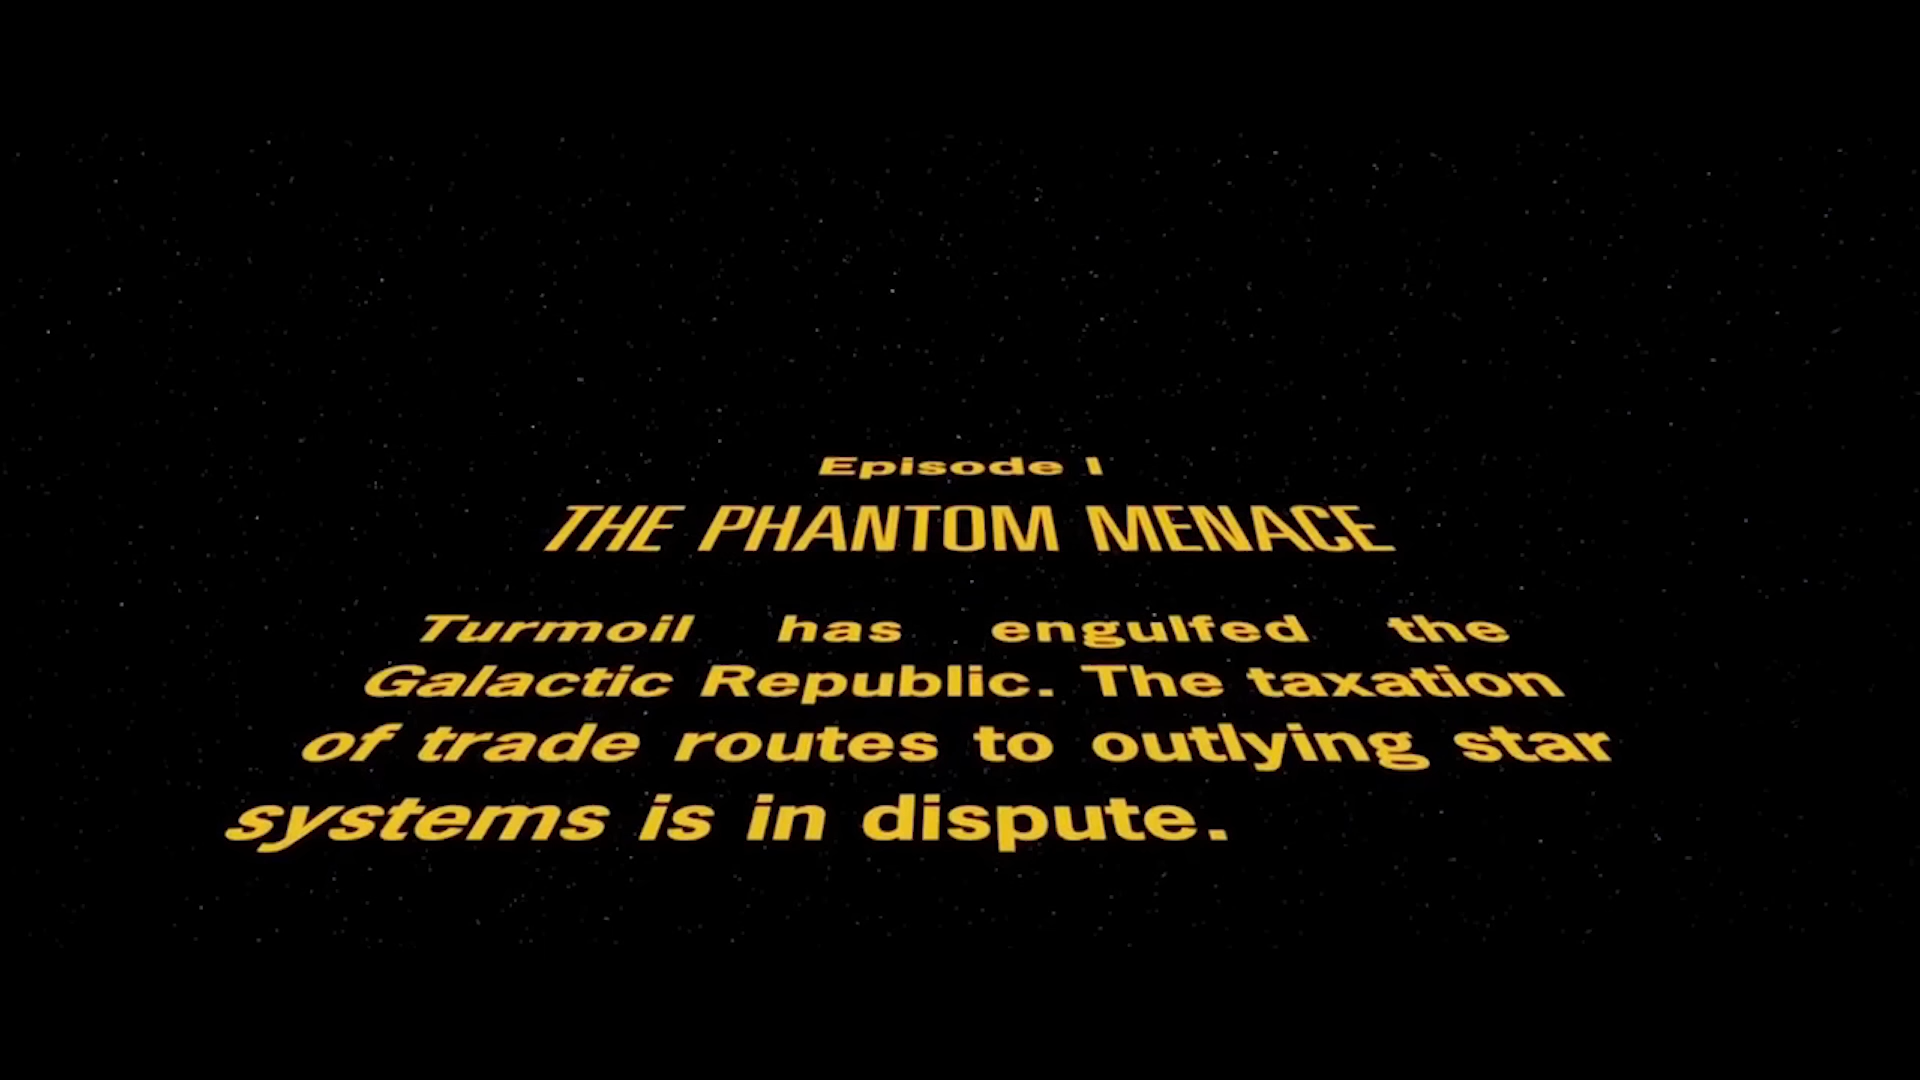 Episode I
THE PHANTOM MENACE
Turmoil has engulfed the
Galactic Republic. The taxation
of trade routes to outlying star
systems is in dispute.